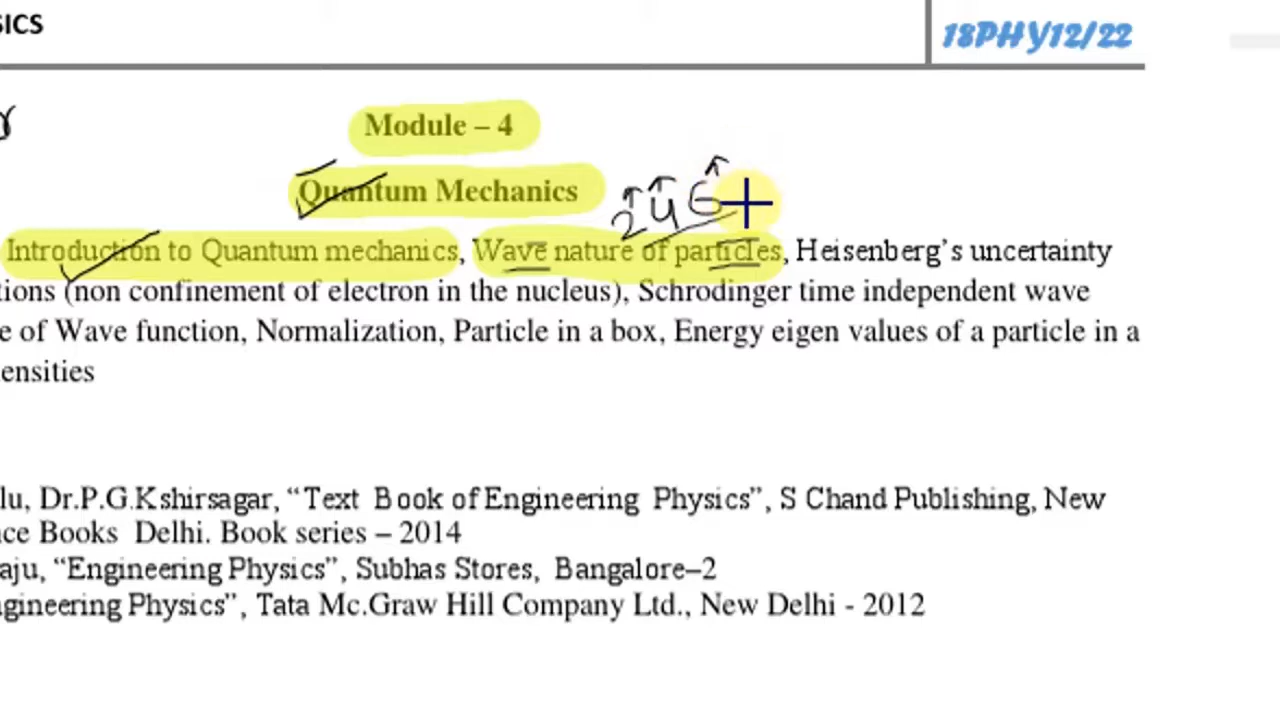 SICS
18PHY12/22
Module – 4
Quantum Mechanics
2 4 6
Introduction to Quantum mechanics, Wave nature of particles, Heisenberg’s uncertainty
tions (non confinement of electron in the nucleus), Schrodinger time independent wave
e of Wave function, Normalization, Particle in a box, Energy eigen values of a particle in a
ensities
lu, Dr.P.G.Kshirsagar, “Text Book of Engineering Physics”, S Chand Publishing, New
ce Books Delhi. Book series – 2014
aju, “Engineering Physics”, Subhas Stores, Bangalore–2
ngineering Physics”, Tata Mc.Graw Hill Company Ltd., New Delhi - 2012